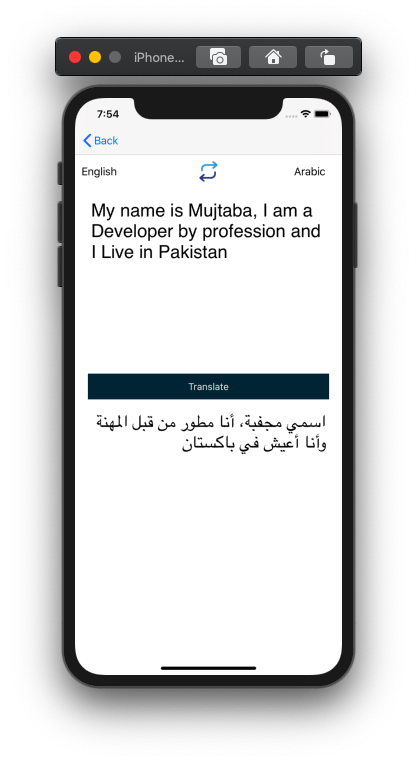 iPhone...
7:54
Back
English
Arabic
My name is Mujtaba, I am a
Developer by profession and
I Live in Pakistan
Translate
اسمي مجفبة، أنا مطور من قبل المهنة
وأنا أعيش في باكستان